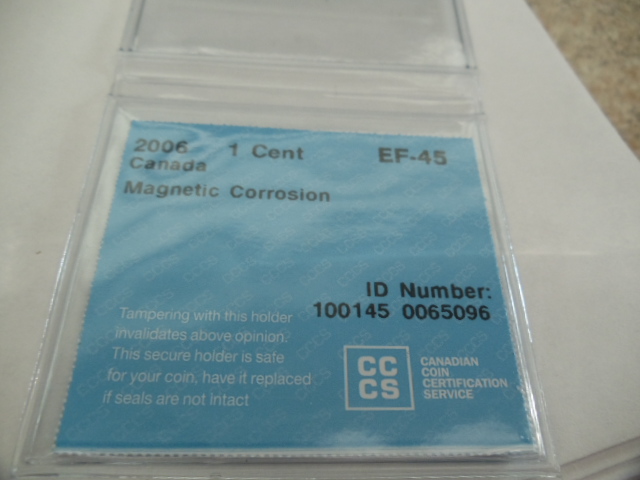 2006 1 Cent EF-45
Canada
Magnetic Corrosion
ID Number:
100145 0065096
Tampering with this holder
invalidates above opinion.
This secure holder is safe
for your coin, have it replaced
if seals are not intact
CC
CS
CANADIAN
COIN
CERTIFICATION
SERVICE